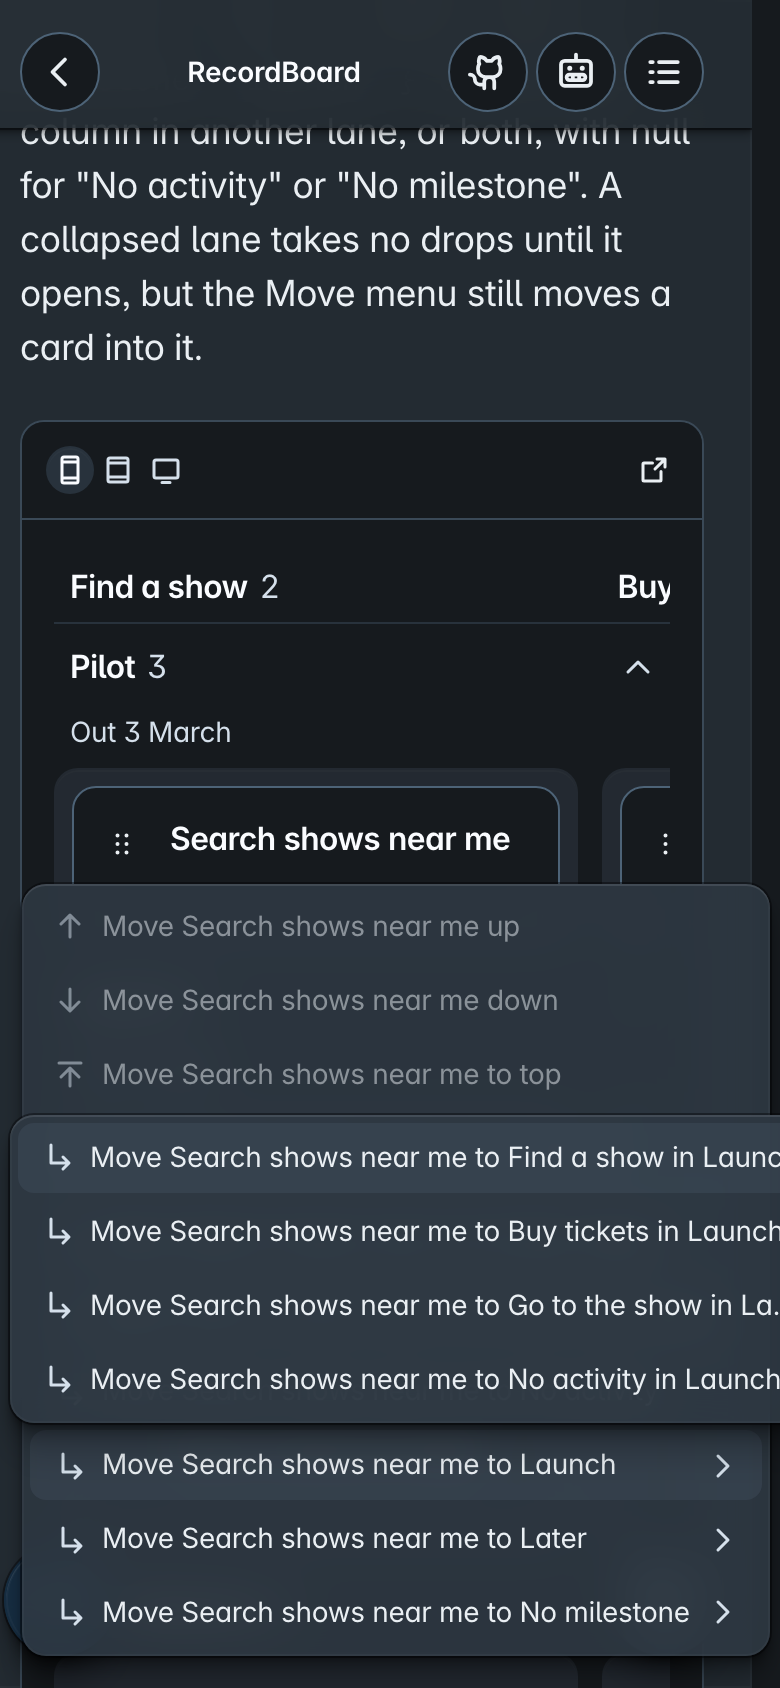 RecordBoard
column in another lane, or both, with null
for "No activity" or "No milestone". A
collapsed lane takes no drops until it
opens, but the Move menu still moves a
card into it.
Find a show 2
Buy
Pilot 3
Out 3 March
Search shows near me
Move Search shows near me up
Move Search shows near me down
Move Search shows near me to top
Move Search shows near me to Find a show in Launc
Move Search shows near me to Buy tickets in Launch
Move Search shows near me to Go to the show in La...
Move Search shows near me to No activity in Launch
Move Search shows near me to Launch
Move Search shows near me to Later
Move Search shows near me to No milestone